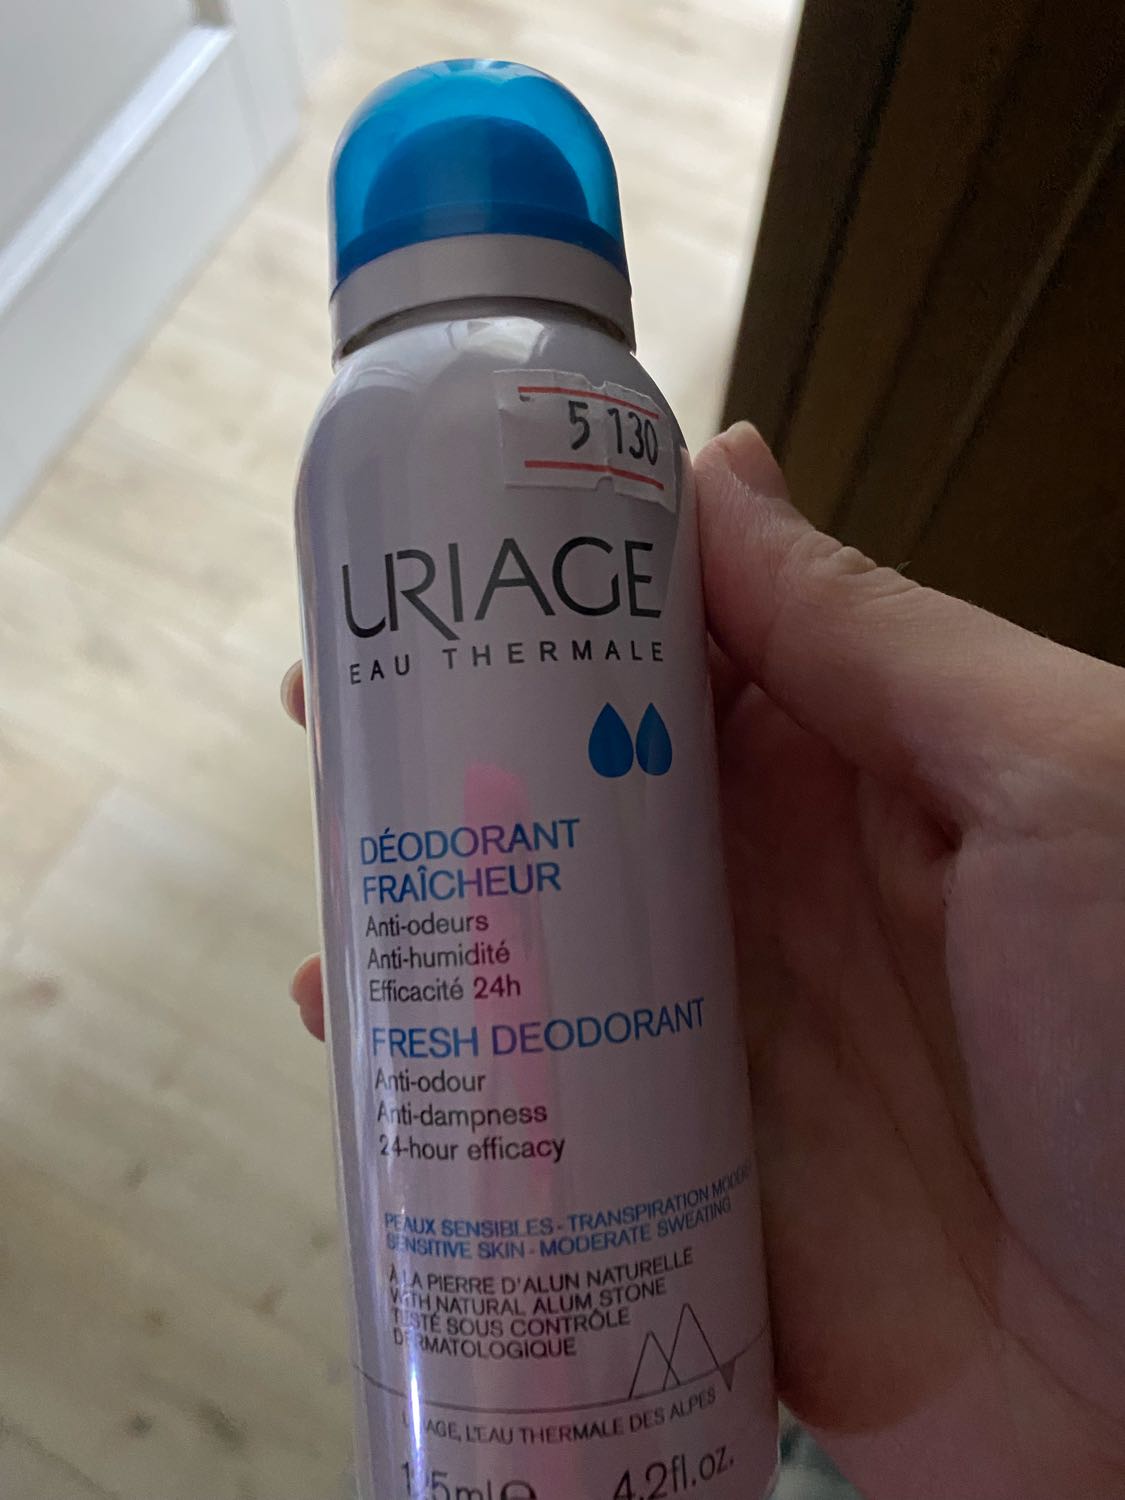 5 130
URIAGE
EAU THERMALE
DÉODORANT
FRAÎCHEUR
Anti-odeurs
Anti-humidité
Efficacité 24h
FRESH DEODORANT
Anti-odour
Anti-dampness
24-hour efficacy
PEAUX SENSIBLES - TRANSPIRATION
SENSITIVE SKIN - MODERATE SWEATING
À LA PIERRE D'ALUN NATURELLE
WITH NATURAL ALUM STONE
TESTÉ SOUS CONTRÔLE
DERMATOLOGIQUE
URIAGE, L'EAU THERMALE DES ALPES
125ml℮ 4.2fl.oz.